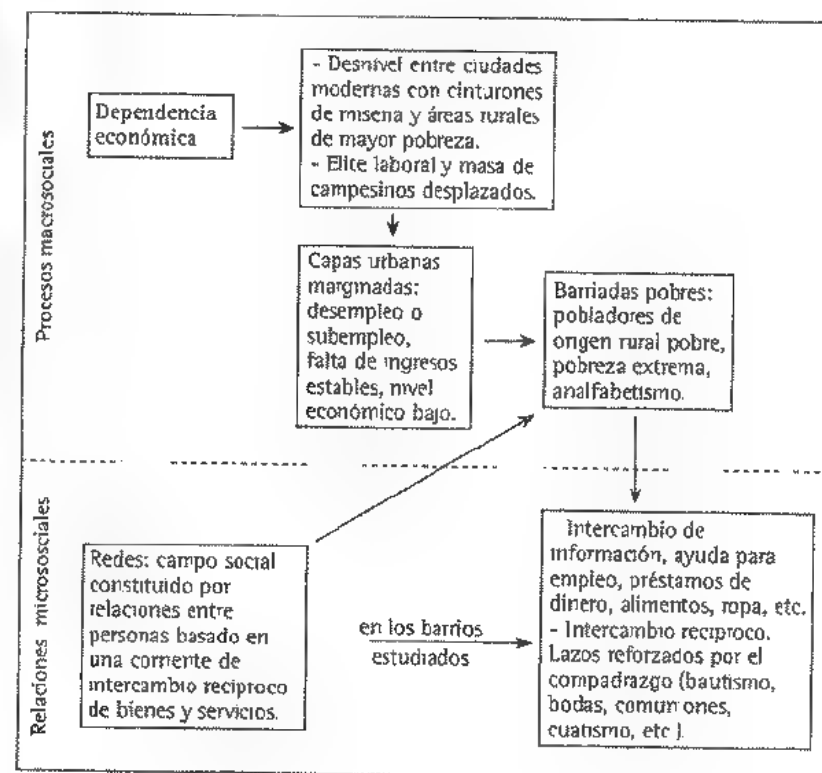 Procesos macrosociales
Dependencia
económica
- Desnivel entre ciudades
modernas con cinturones
de miseria y áreas rurales
de mayor pobreza.
- Elite laboral y masa de
campesinos desplazados.
Capas urbanas
marginadas:
desempleo o
subempleo,
falta de ingresos
estables, nivel
económico bajo.
Barriadas pobres:
pobladores de
origen rural pobre,
pobreza extrema,
analfabetismo.
Relaciones micrososciales
Redes: campo social
constituido por
relaciones entre
personas basado en
una corriente de
intercambio reciproco
de bienes y servicios.
en los barrios
estudiados
Intercambio de
información, ayuda para
empleo, préstamos de
dinero, alimentos, ropa, etc.
- Intercambio reciproco.
Lazos reforzados por el
compadrazgo (bautismo,
bodas, comuniones,
cuatismo, etc.).